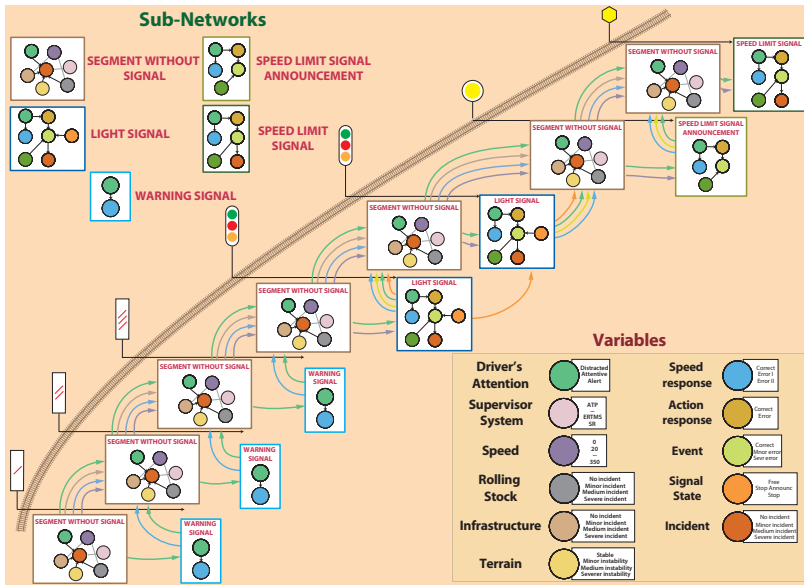 Sub-Networks
SEGMENT WITHOUT
SIGNAL
SPEED LIMIT SIGNAL
ANNOUNCEMENT
LIGHT SIGNAL
SPEED LIMIT
SIGNAL
WARNING SIGNAL
SEGMENT WITHOUT SIGNAL
SPEED LIMIT SIGNAL
SEGMENT WITHOUT SIGNAL
SPEED LIMIT SIGNAL
ANNOUNCEMENT
SEGMENT WITHOUT SIGNAL
LIGHT SIGNAL
SEGMENT WITHOUT SIGNAL
LIGHT SIGNAL
SEGMENT WITHOUT SIGNAL
WARNING
SIGNAL
SEGMENT WITHOUT SIGNAL
WARNING
SIGNAL
SEGMENT WITHOUT SIGNAL
WARNING
SIGNAL
Variables
Driver's
Attention
Distracted
Attentive
Alert
Speed
response
Correct
Error I
Error II
Supervisor
System
ATP
...
ERTMS
SR
Action
response
Correct
Error
Speed
0
20
...
350
Event
Correct
Minor error
Sevr error
Rolling
Stock
No incident
Minor incident
Medium incident
Severe incident
Signal
State
Free
Stop Announc
Stop
Infrastructure
No incident
Minor incident
Medium incident
Severe incident
Incident
No incident
Minor incident
Medium incident
Severe incident
Terrain
Stable
Minor instability
Medium instability
Severer instability